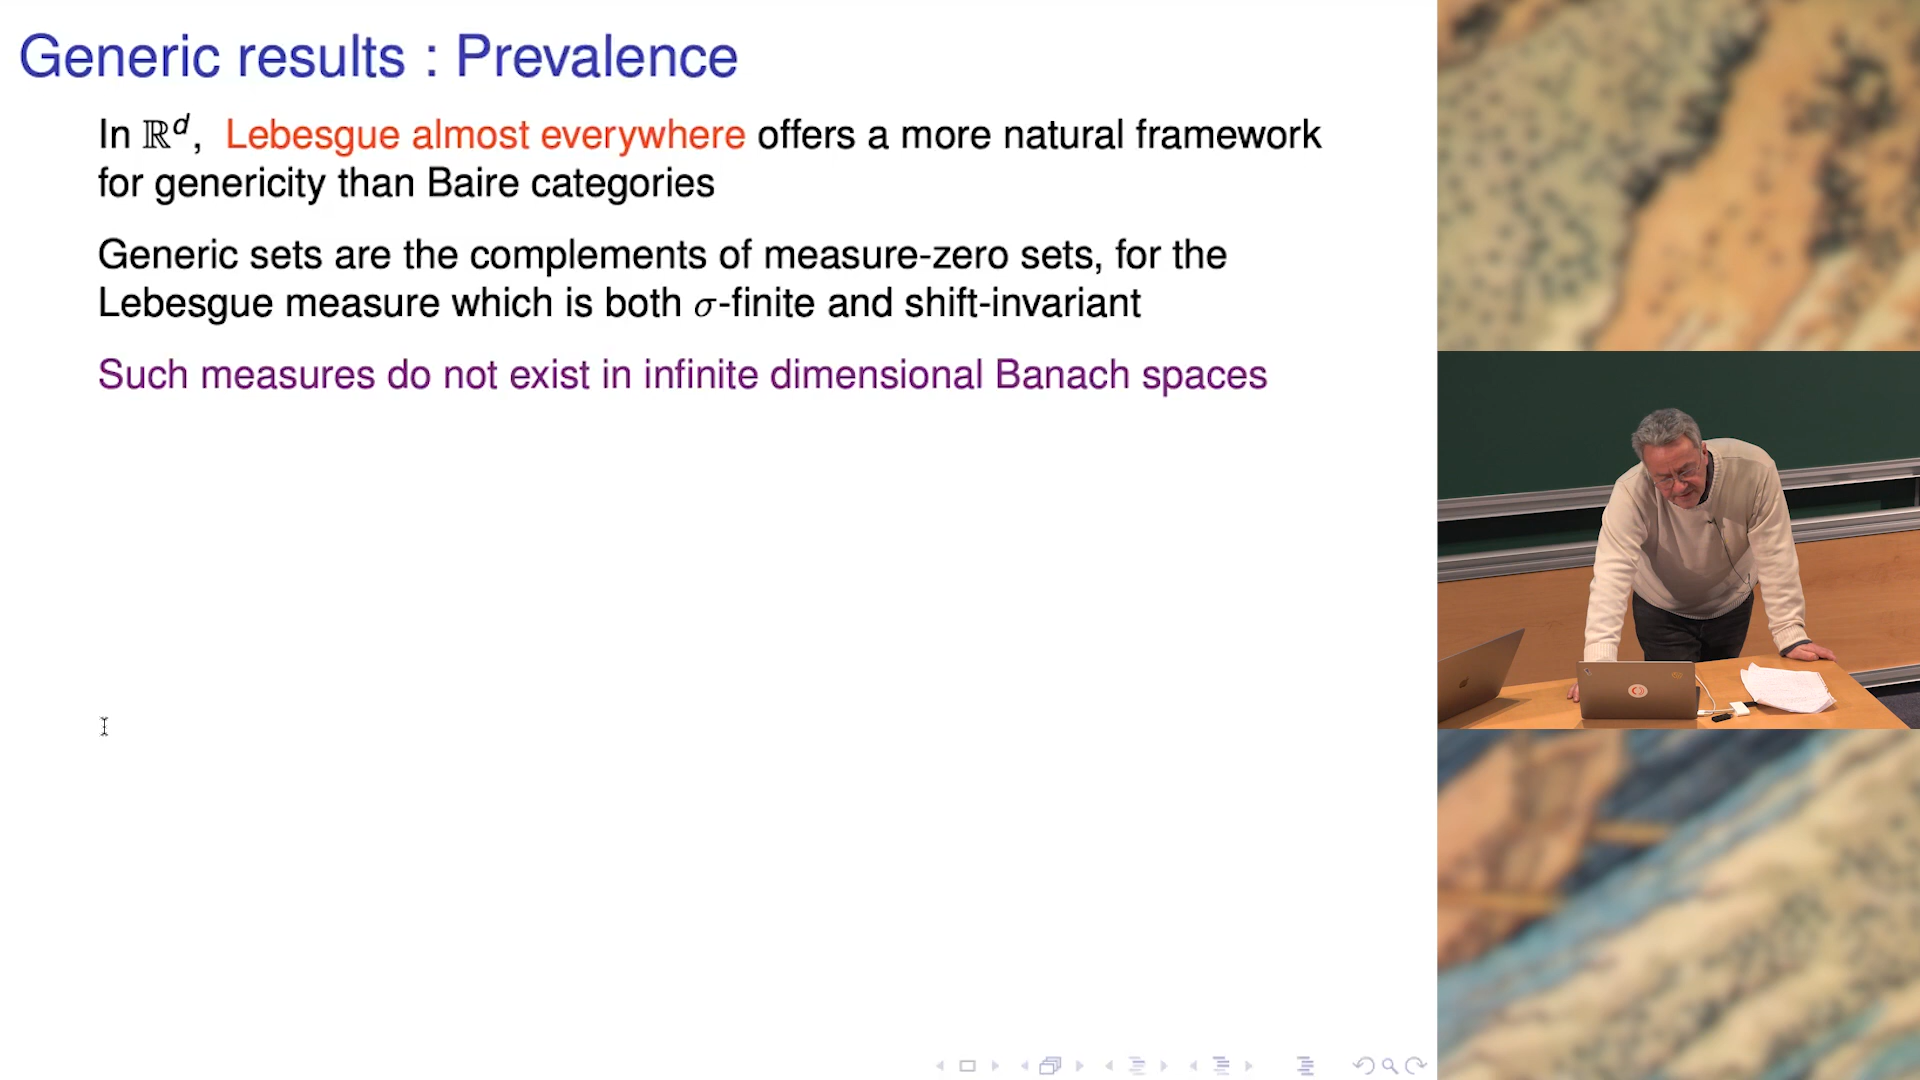 Generic results : Prevalence
In ℝᵈ, Lebesgue almost everywhere offers a more natural framework
for genericity than Baire categories
Generic sets are the complements of measure-zero sets, for the
Lebesgue measure which is both σ-finite and shift-invariant
Such measures do not exist in infinite dimensional Banach spaces